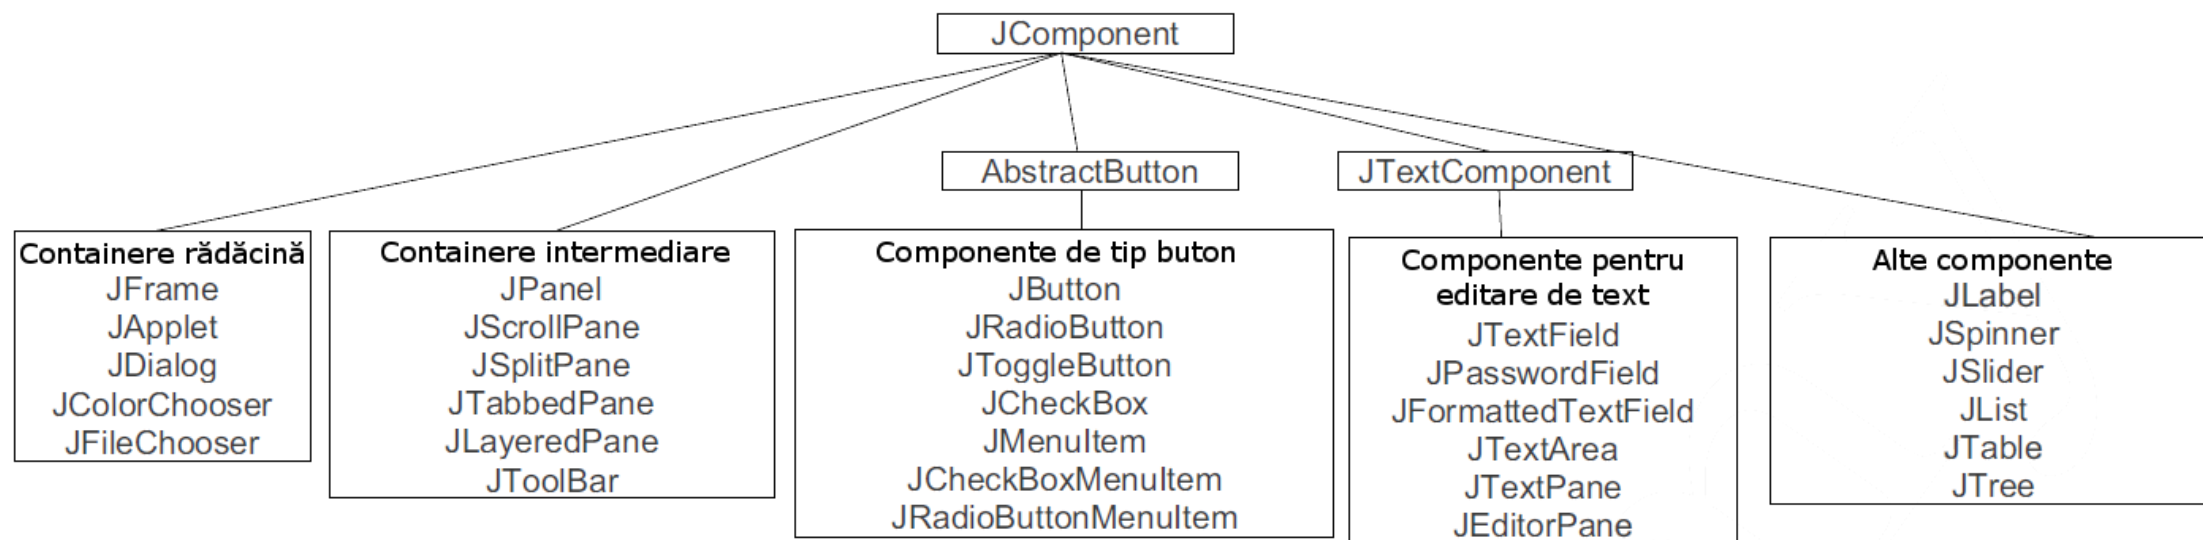 JComponent
AbstractButton
JTextComponent
Containere rădăcină
JFrame
JApplet
JDialog
JColorChooser
JFileChooser
Containere intermediare
JPanel
JScrollPane
JSplitPane
JTabbedPane
JLayeredPane
JToolBar
Componente de tip buton
JButton
JRadioButton
JToggleButton
JCheckBox
JMenuItem
JCheckBoxMenuItem
JRadioButtonMenuItem
Componente pentru
editare de text
JTextField
JPasswordField
JFormattedTextField
JTextArea
JTextPane
JEditorPane
Alte componente
JLabel
JSpinner
JSlider
JList
JTable
JTree